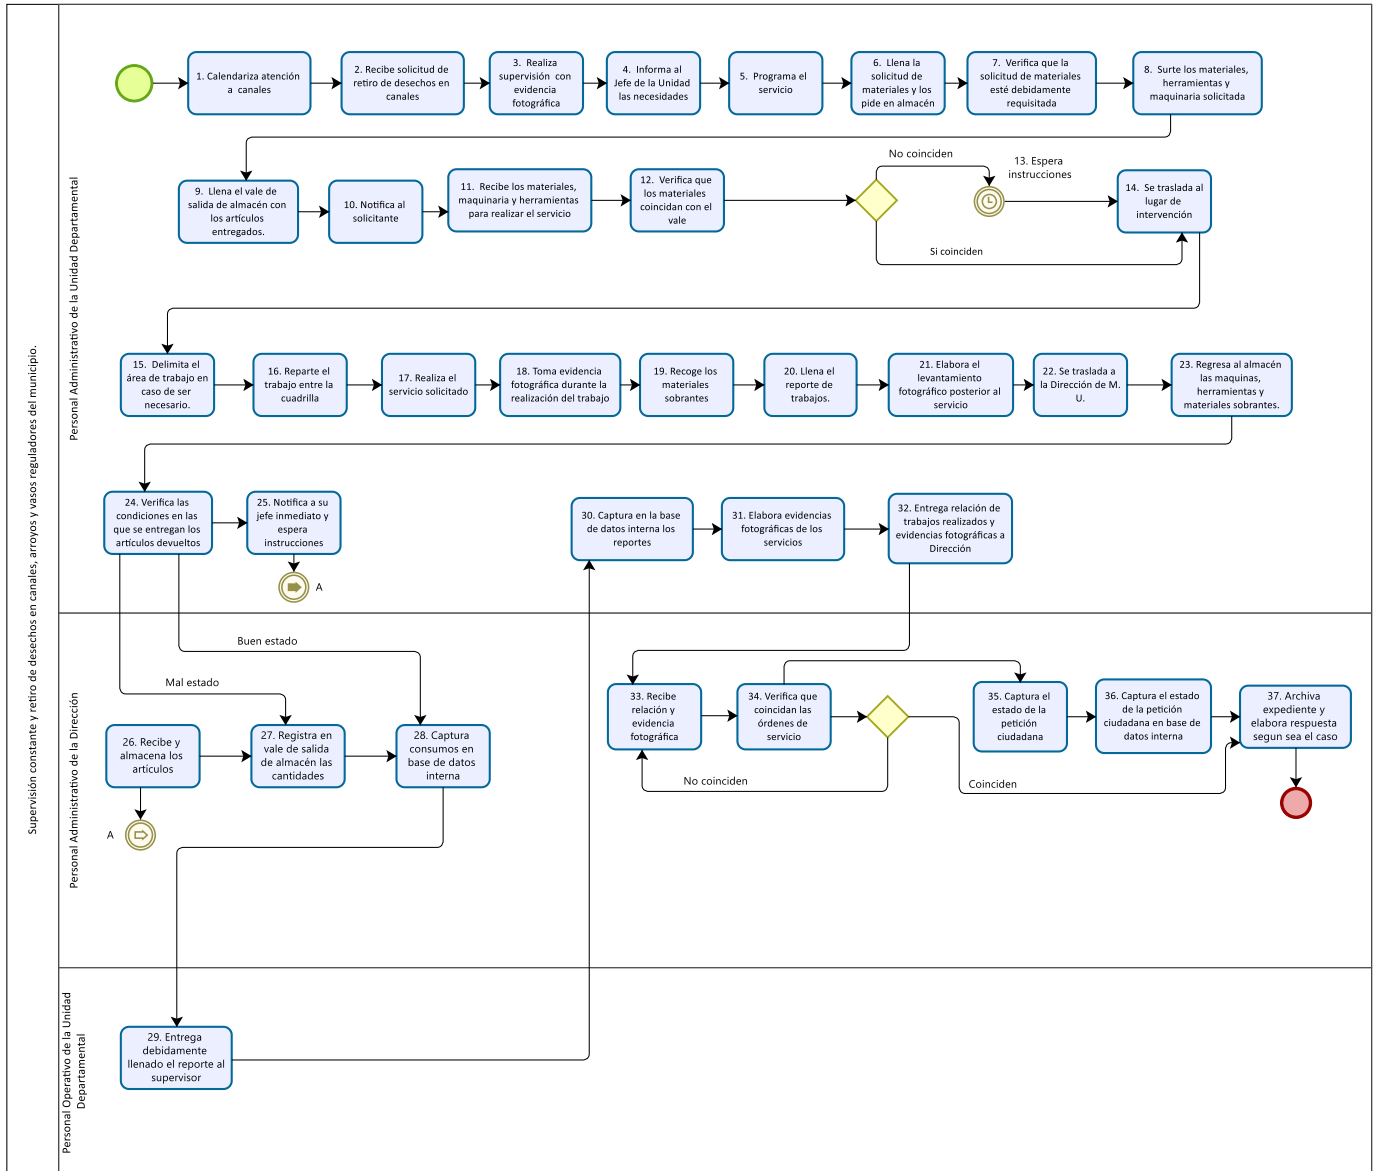 Supervisión constante y retiro de desechos en canales, arroyos y vasos reguladores del municipio.
Personal Administrativo de la Unidad Departamental
1. Calendariza atención
a canales
2. Recibe solicitud de
retiro de desechos en
canales
3. Realiza
supervisión con
evidencia
fotográfica
4. Informa al
Jefe de la Unidad
las necesidades
5. Programa el
servicio
6. Llena la
solicitud de
materiales y los
pide en almacén
7. Verifica que la
solicitud de materiales
esté debidamente
requisitada
8. Surte los materiales,
herramientas y
maquinaria solicitada
9. Llena el vale de
salida de almacén con
los artículos
entregados.
10. Notifica al
solicitante
11. Recibe los materiales,
maquinaria y herramientas
para realizar el servicio
12. Verifica que
los materiales
coincidan con el
vale
No coinciden
Si coinciden
13. Espera
instrucciones
14. Se traslada al
lugar de
intervención
15. Delimita el
área de trabajo en
caso de ser
necesario.
16. Reparte el
trabajo entre la
cuadrilla
17. Realiza el
servicio solicitado
18. Toma evidencia
fotográfica durante la
realización del trabajo
19. Recoge los
materiales
sobrantes
20. Llena el
reporte de
trabajos.
21. Elabora el
levantamiento
fotográfico posterior al
servicio
22. Se traslada a
la Dirección de M.
U.
23. Regresa al almacén
las maquinas,
herramientas y
materiales sobrantes.
24. Verifica las
condiciones en las
que se entregan los
artículos devueltos
25. Notifica a su
jefe inmediato y
espera
instrucciones
A
30. Captura en la base
de datos interna los
reportes
31. Elabora evidencias
fotográficas de los
servicios
32. Entrega relación de
trabajos realizados y
evidencias fotográficas a
Dirección
Personal Administrativo de la Dirección
Buen estado
Mal estado
26. Recibe y
almacena los
artículos
A
27. Registra en
vale de salida
de almacén las
cantidades
28. Captura
consumos en
base de datos
interna
33. Recibe
relación y
evidencia
fotográfica
34. Verifica que
coincidan las
órdenes de
servicio
No coinciden
Coinciden
35. Captura el
estado de la
petición
ciudadana
36. Captura el estado
de la petición
ciudadana en base de
datos interna
37. Archiva
expediente y
elabora respuesta
segun sea el caso
Personal Operativo de la Unidad
Departamental
29. Entrega
debidamente
llenado el reporte al
supervisor